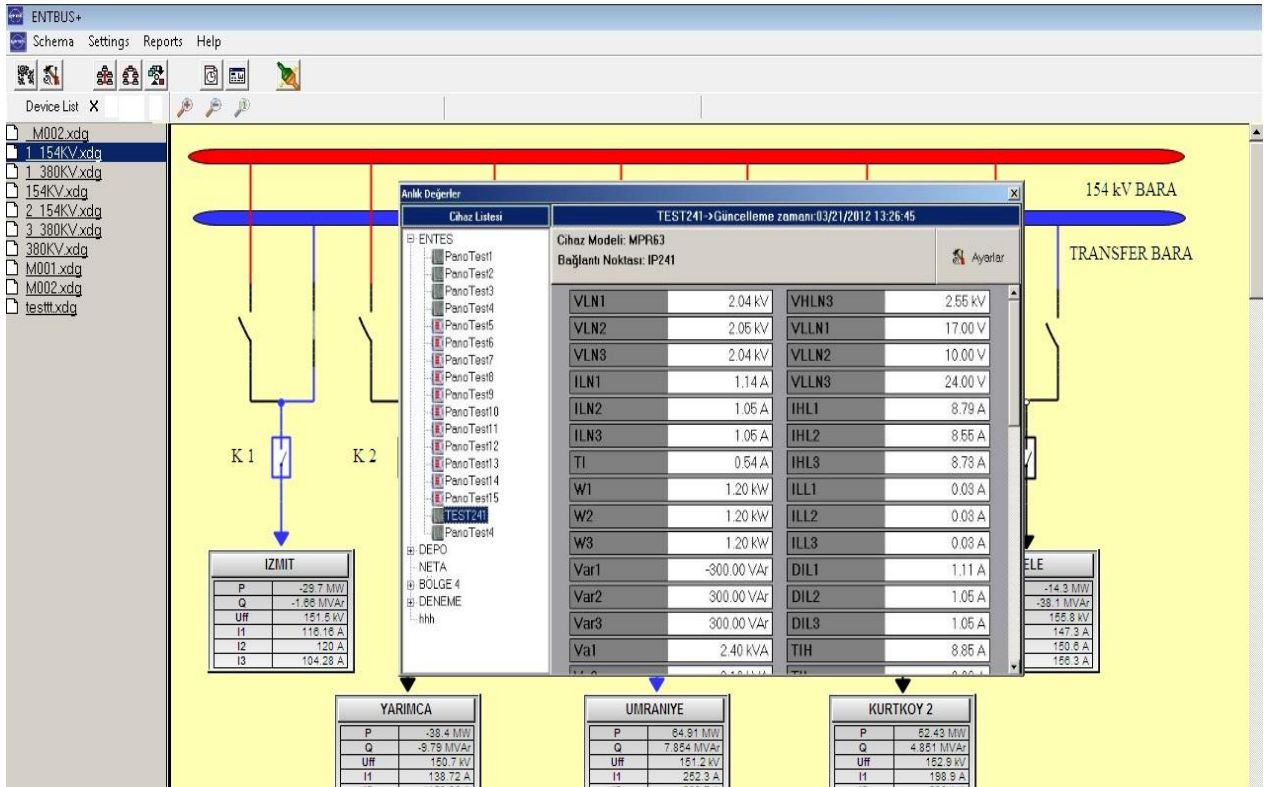 ENTBUS+
Schema Settings Reports Help
Device List X
_M002.xdg
1_154KV.xdg
1_380KV.xdg
154KV.xdg
2_154KV.xdg
3_380KV.xdg
380KV.xdg
M001.xdg
M002.xdg
testtt.xdg
154 kV BARA
TRANSFER BARA
K 1
K 2
Anlık Değerler
Cihaz Listesi
TEST241->Güncelleme zamanı:03/21/2012 13:26:45
Cihaz Modeli: MPR63
Bağlantı Noktası: IP241
Ayarlar
ENTES
PanoTest1
PanoTest2
PanoTest3
PanoTest4
PanoTest5
PanoTest6
PanoTest7
PanoTest8
PanoTest9
PanoTest10
PanoTest11
PanoTest12
PanoTest13
PanoTest14
PanoTest15
TEST241
PanoTest4
DEPO
NETA
BÖLGE 4
DENEME
hhh
VLN1 2.04 kV VHLN3 2.55 kV
VLN2 2.05 kV VLLN1 17.00 V
VLN3 2.04 kV VLLN2 10.00 V
ILN1 1.14 A VLLN3 24.00 V
ILN2 1.05 A IHL1 8.79 A
ILN3 1.05 A IHL2 8.55 A
TI 0.54 A IHL3 8.73 A
W1 1.20 kW ILL1 0.03 A
W2 1.20 kW ILL2 0.03 A
W3 1.20 kW ILL3 0.03 A
Var1 -300.00 VAr DIL1 1.11 A
Var2 300.00 VAr DIL2 1.05 A
Var3 300.00 VAr DIL3 1.05 A
Va1 2.40 kVA TIH 8.85 A
IZMIT
P -29.7 MW
Q -1.66 MVAr
Uff 151.5 kV
I1 116.16 A
I2 120 A
I3 104.28 A
ELE
-14.3 MW
-38.1 MVAr
155.8 kV
147.3 A
150.6 A
156.3 A
YARIMCA
P -38.4 MW
Q -9.79 MVAr
Uff 150.7 kV
I1 138.72 A
UMRANIYE
P 64.91 MW
Q 7.854 MVAr
Uff 151.2 kV
I1 252.3 A
KURTKOY 2
P 52.43 MW
Q 4.851 MVAr
Uff 152.9 kV
I1 198.9 A